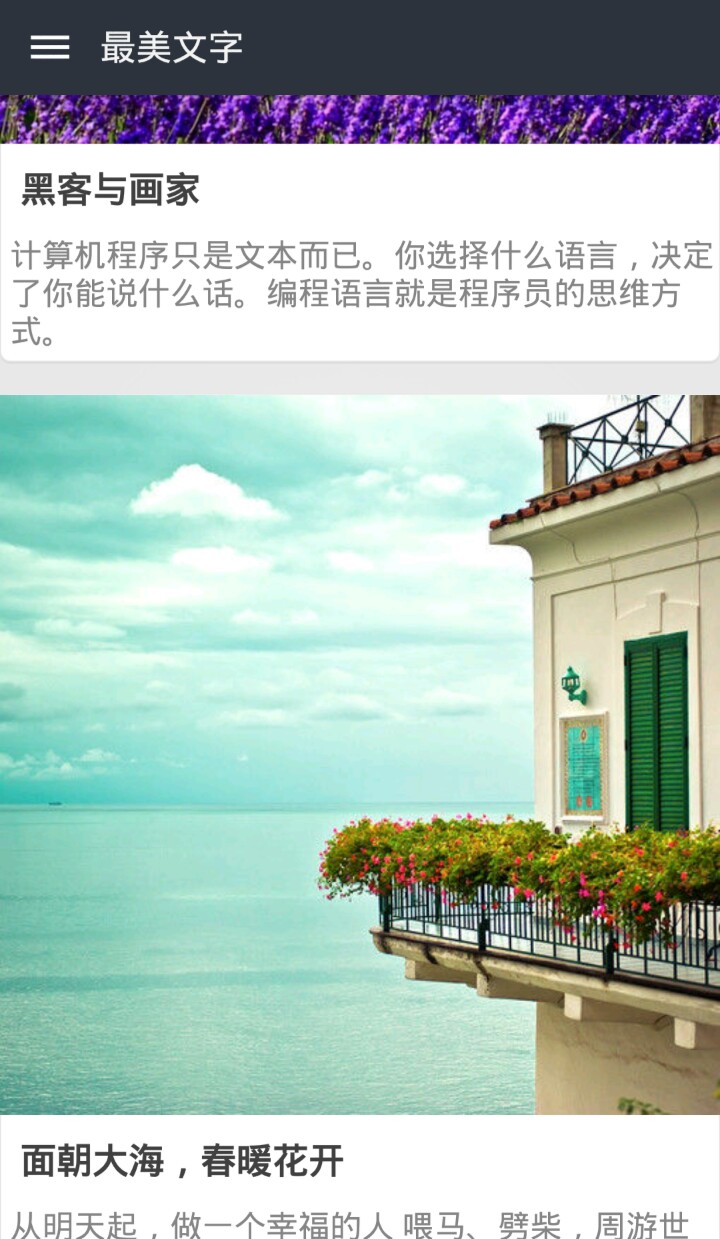 最美文字
黑客与画家
计算机程序只是文本而已。你选择什么语言，决定
了你能说什么话。编程语言就是程序员的思维方
式。
面朝大海，春暖花开
从明天起，做一个幸福的人 喂马、劈柴，周游世